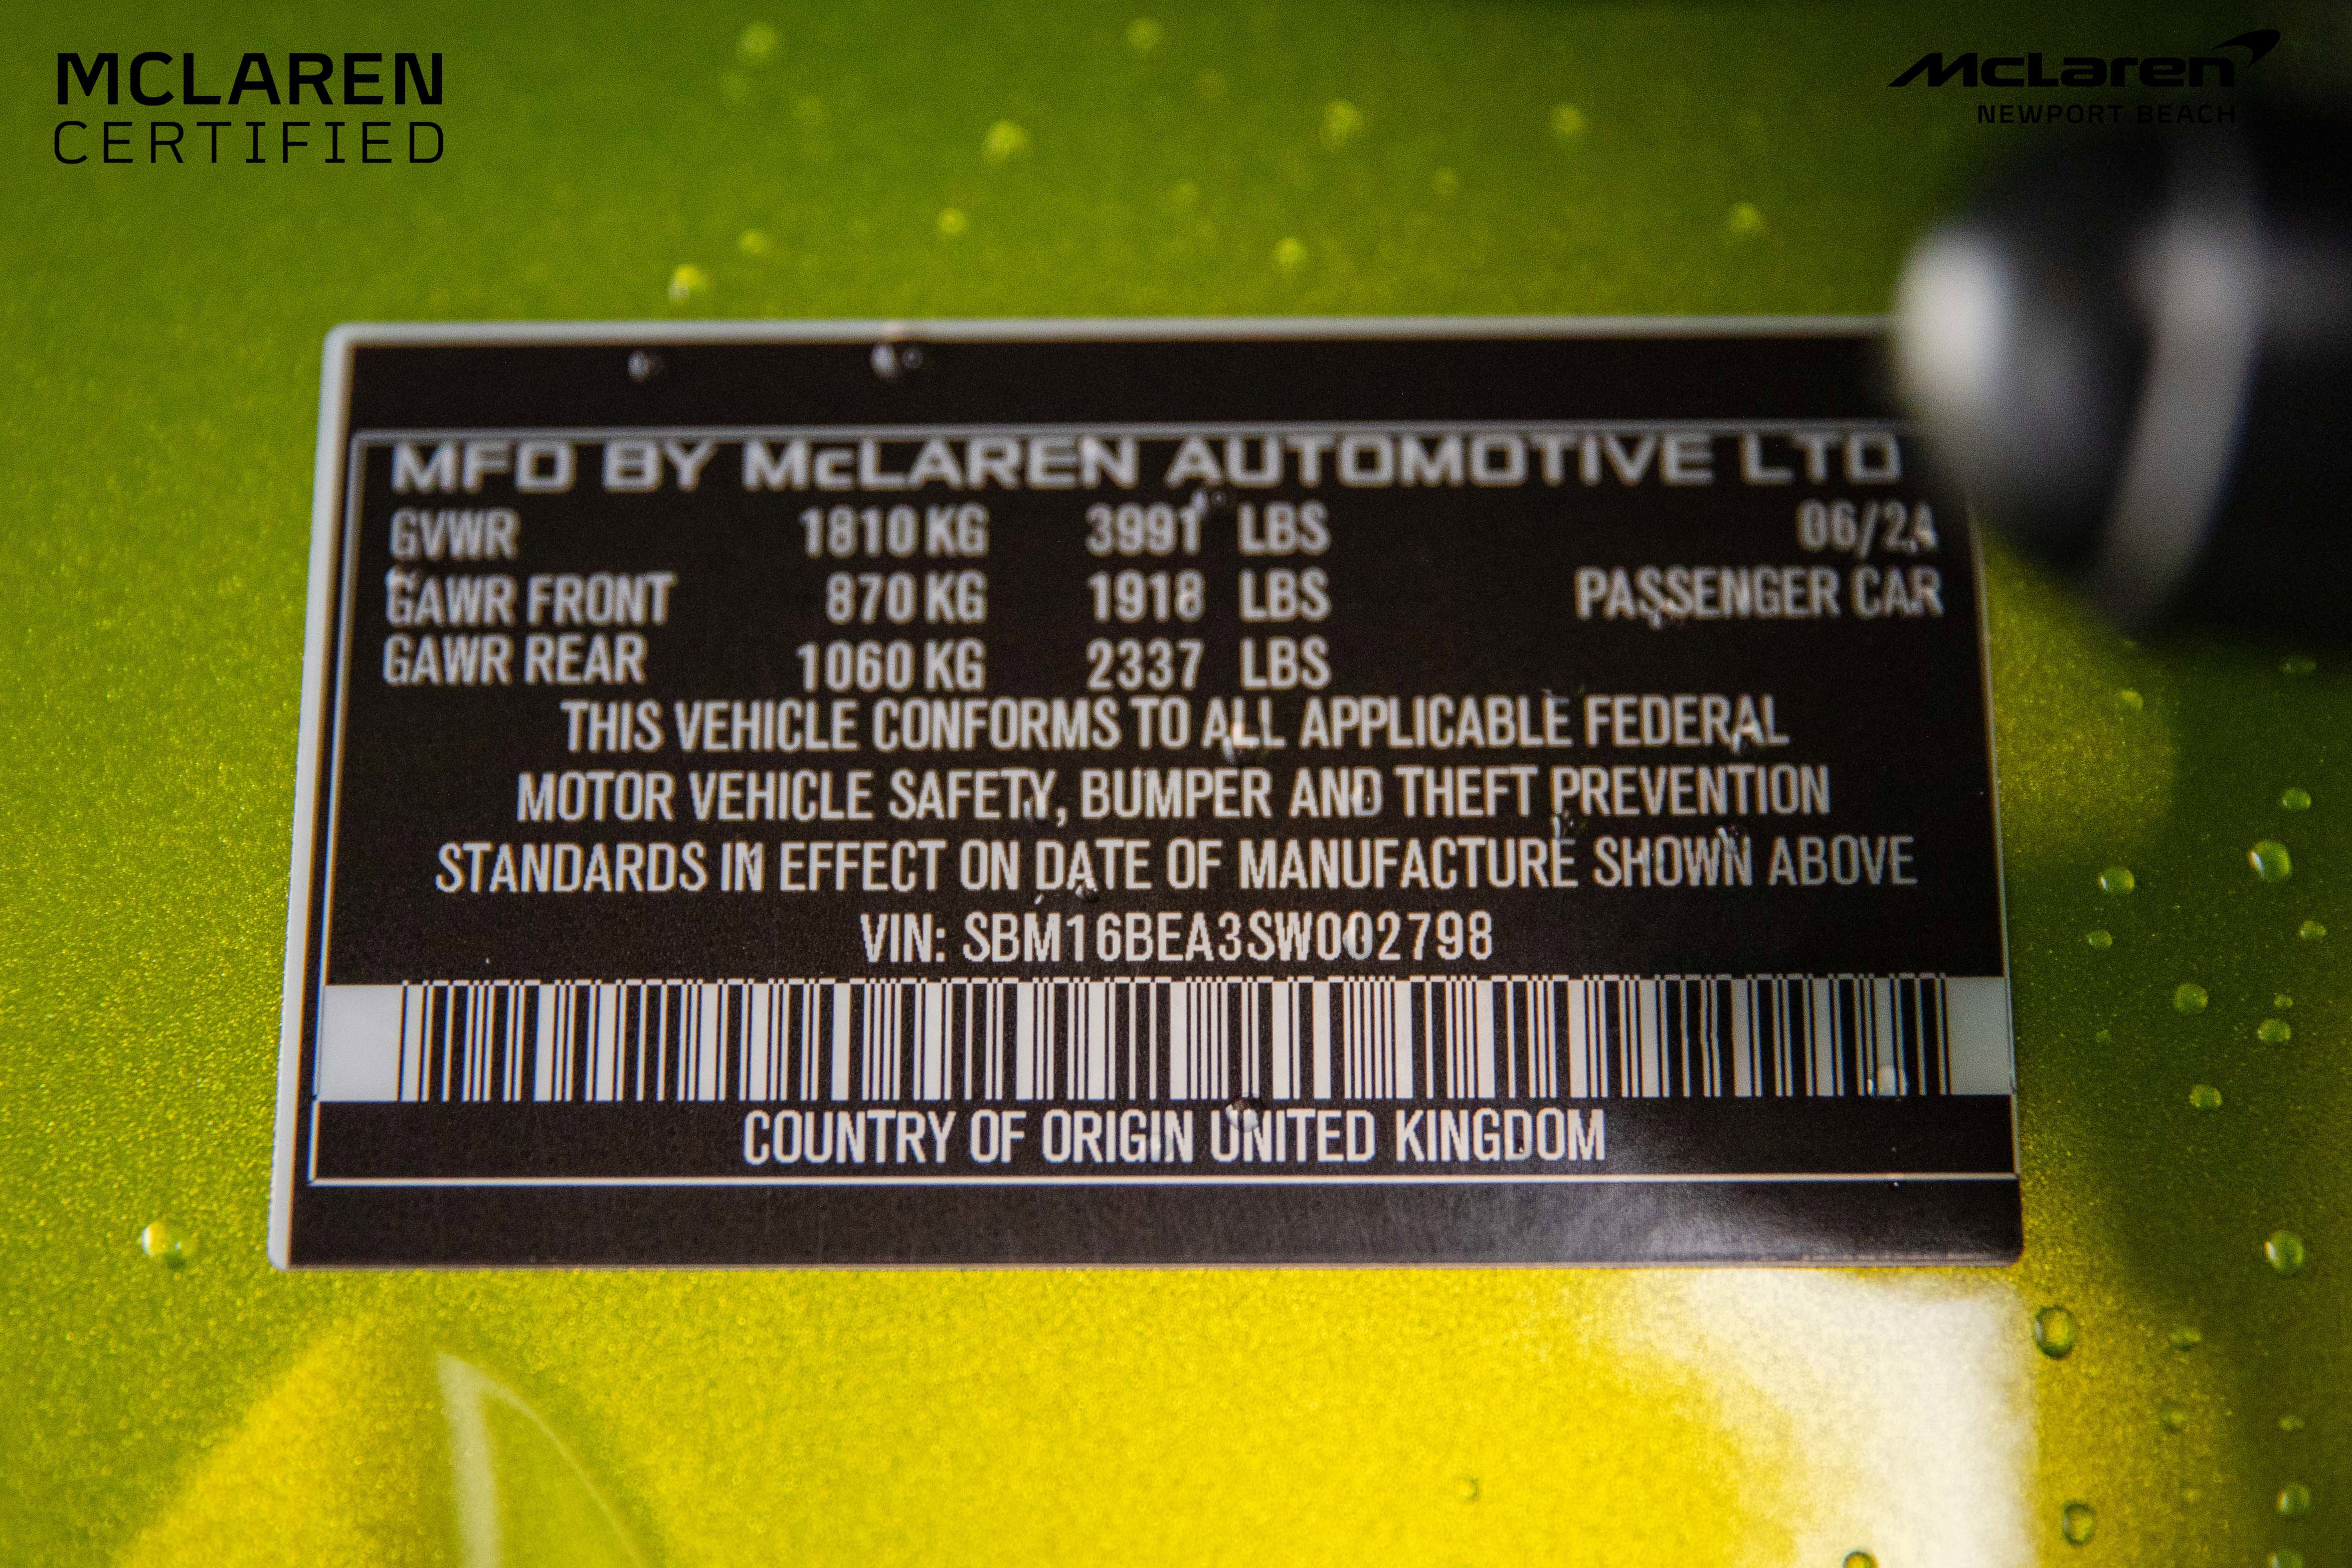 MCLAREN
CERTIFIED
McLaren
NEWPORT BEACH
MFD BY McLAREN AUTOMOTIVE LTD
GVWR 1810 KG 3991 LBS 06/24
GAWR FRONT 870 KG 1918 LBS PASSENGER CAR
GAWR REAR 1060 KG 2337 LBS
THIS VEHICLE CONFORMS TO ALL APPLICABLE FEDERAL
MOTOR VEHICLE SAFETY, BUMPER AND THEFT PREVENTION
STANDARDS IN EFFECT ON DATE OF MANUFACTURE SHOWN ABOVE
VIN: SBM16BEA3SW002798
COUNTRY OF ORIGIN UNITED KINGDOM